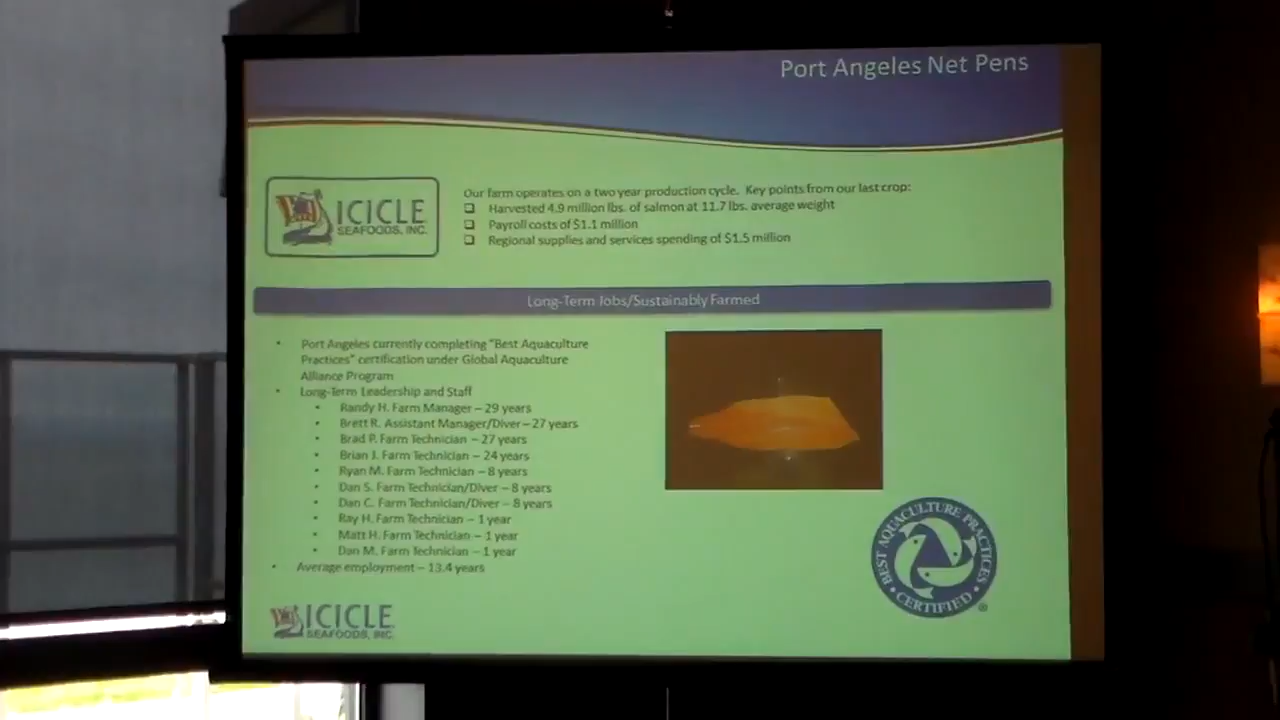 Port Angeles Net Pens
ICICLE
SEAFOODS, INC.
Our farm operates on a two year production cycle. Key points from our last crop:
❑ Harvested 4.9 million lbs. of salmon at 11.7 lbs. average weight
❑ Payroll costs of $1.1 million
❑ Regional supplies and services spending of $1.5 million
Long-Term Jobs/Sustainably Farmed
• Port Angeles currently completing "Best Aquaculture
Practices" certification under Global Aquaculture
Alliance Program
• Long-Term Leadership and Staff
• Randy H. Farm Manager – 29 years
• Brett R. Assistant Manager/Diver – 27 years
• Brad P. Farm Technician – 27 years
• Brian J. Farm Technician – 24 years
• Ryan M. Farm Technician – 8 years
• Dan S. Farm Technician/Diver – 8 years
• Dan C. Farm Technician/Diver – 8 years
• Ray H. Farm Technician – 1 year
• Matt H. Farm Technician – 1 year
• Dan M. Farm Technician – 1 year
• Average employment – 13.4 years
BEST AQUACULTURE PRACTICES
• CERTIFIED • ®
ICICLE
SEAFOODS, INC.